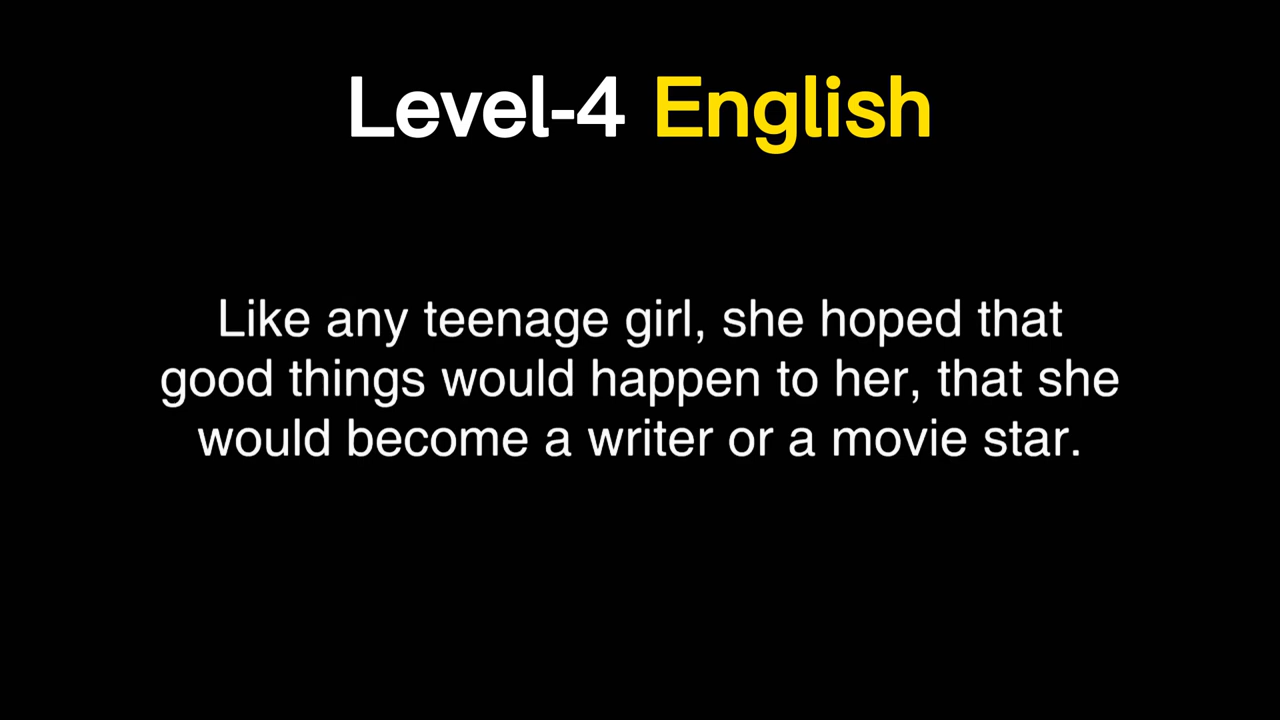 Level-4 English
Like any teenage girl, she hoped that
good things would happen to her, that she
would become a writer or a movie star.